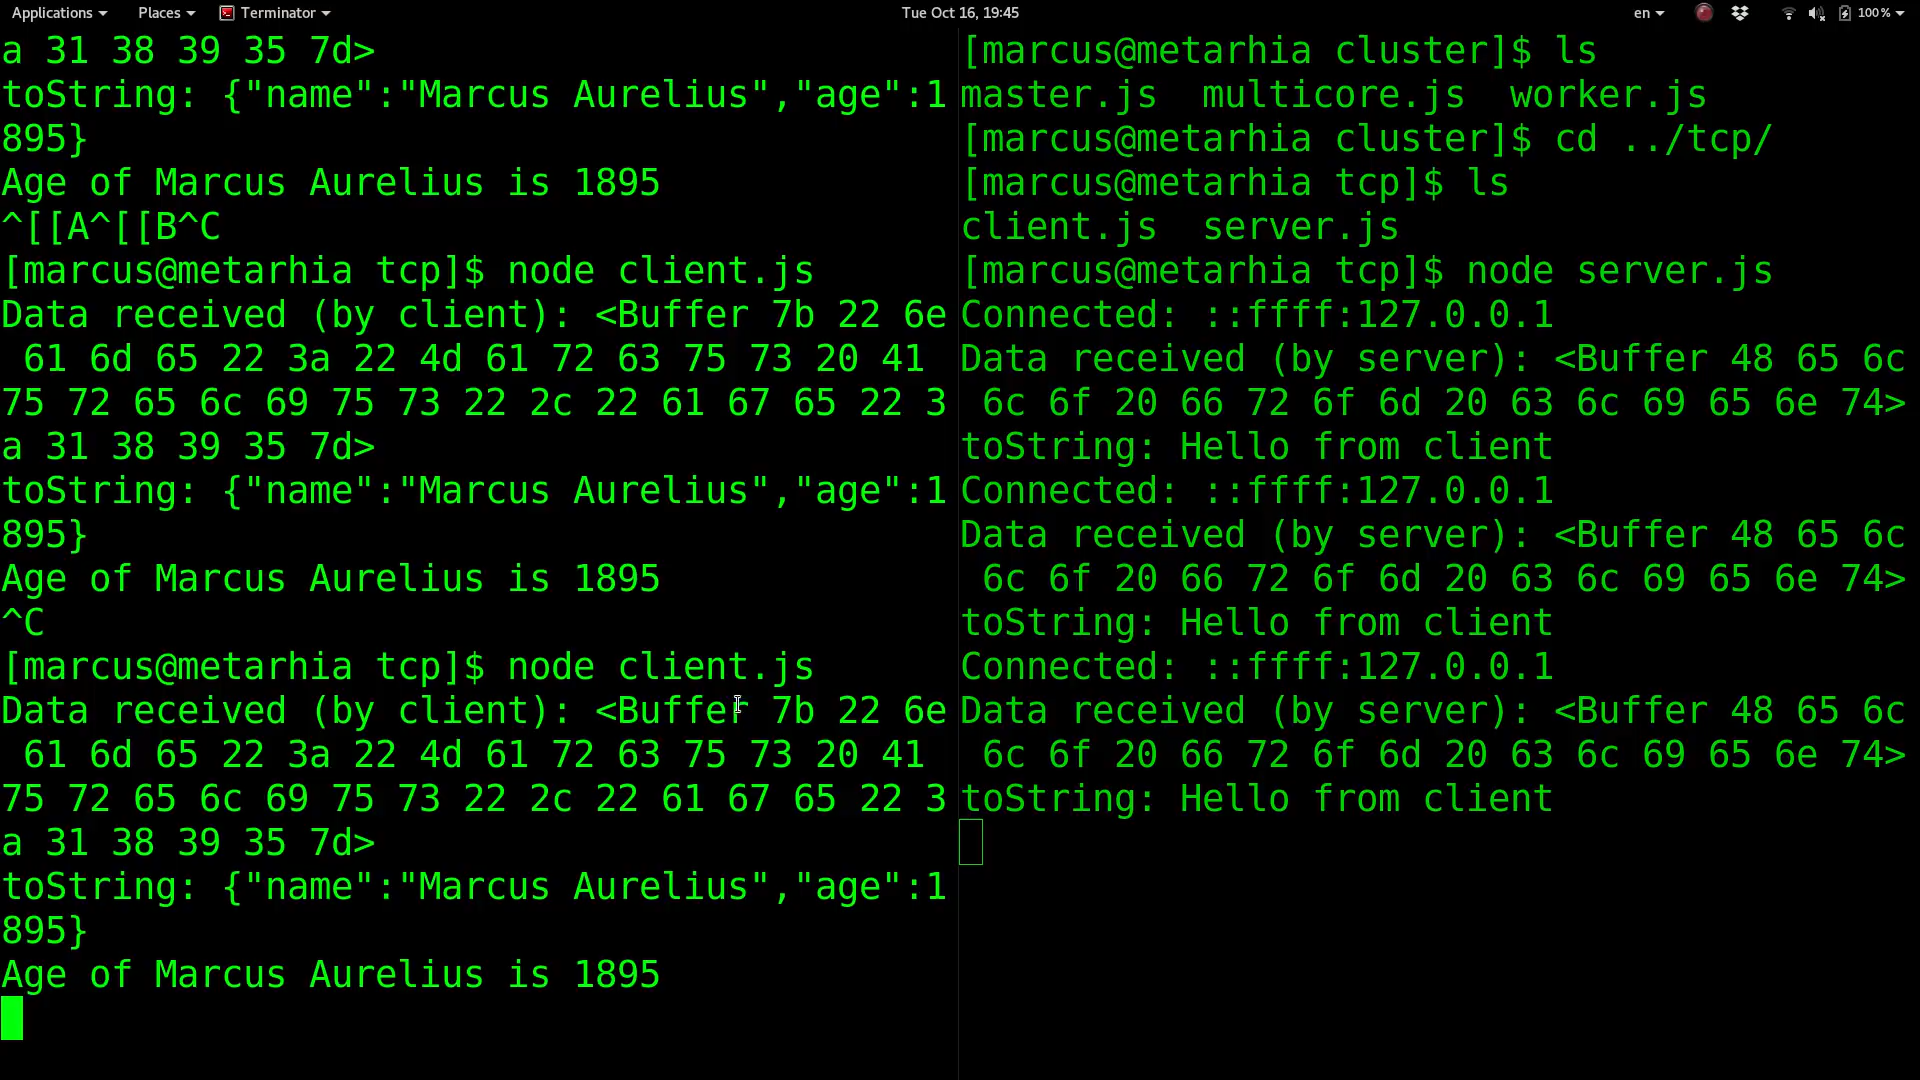 Applications Places Terminator Tue Oct 16, 19:45 en 100%
a 31 38 39 35 7d>
toString: {"name":"Marcus Aurelius","age":1
895}
Age of Marcus Aurelius is 1895
^[[A^[[B^C
[marcus@metarhia tcp]$ node client.js
Data received (by client): <Buffer 7b 22 6e
 61 6d 65 22 3a 22 4d 61 72 63 75 73 20 41
75 72 65 6c 69 75 73 22 2c 22 61 67 65 22 3
a 31 38 39 35 7d>
toString: {"name":"Marcus Aurelius","age":1
895}
Age of Marcus Aurelius is 1895
^C
[marcus@metarhia tcp]$ node client.js
Data received (by client): <Buffer 7b 22 6e
 61 6d 65 22 3a 22 4d 61 72 63 75 73 20 41
75 72 65 6c 69 75 73 22 2c 22 61 67 65 22 3
a 31 38 39 35 7d>
toString: {"name":"Marcus Aurelius","age":1
895}
Age of Marcus Aurelius is 1895
[marcus@metarhia cluster]$ ls
master.js  multicore.js  worker.js
[marcus@metarhia cluster]$ cd ../tcp/
[marcus@metarhia tcp]$ ls
client.js  server.js
[marcus@metarhia tcp]$ node server.js
Connected: ::ffff:127.0.0.1
Data received (by server): <Buffer 48 65 6c
 6c 6f 20 66 72 6f 6d 20 63 6c 69 65 6e 74>
toString: Hello from client
Connected: ::ffff:127.0.0.1
Data received (by server): <Buffer 48 65 6c
 6c 6f 20 66 72 6f 6d 20 63 6c 69 65 6e 74>
toString: Hello from client
Connected: ::ffff:127.0.0.1
Data received (by server): <Buffer 48 65 6c
 6c 6f 20 66 72 6f 6d 20 63 6c 69 65 6e 74>
toString: Hello from client